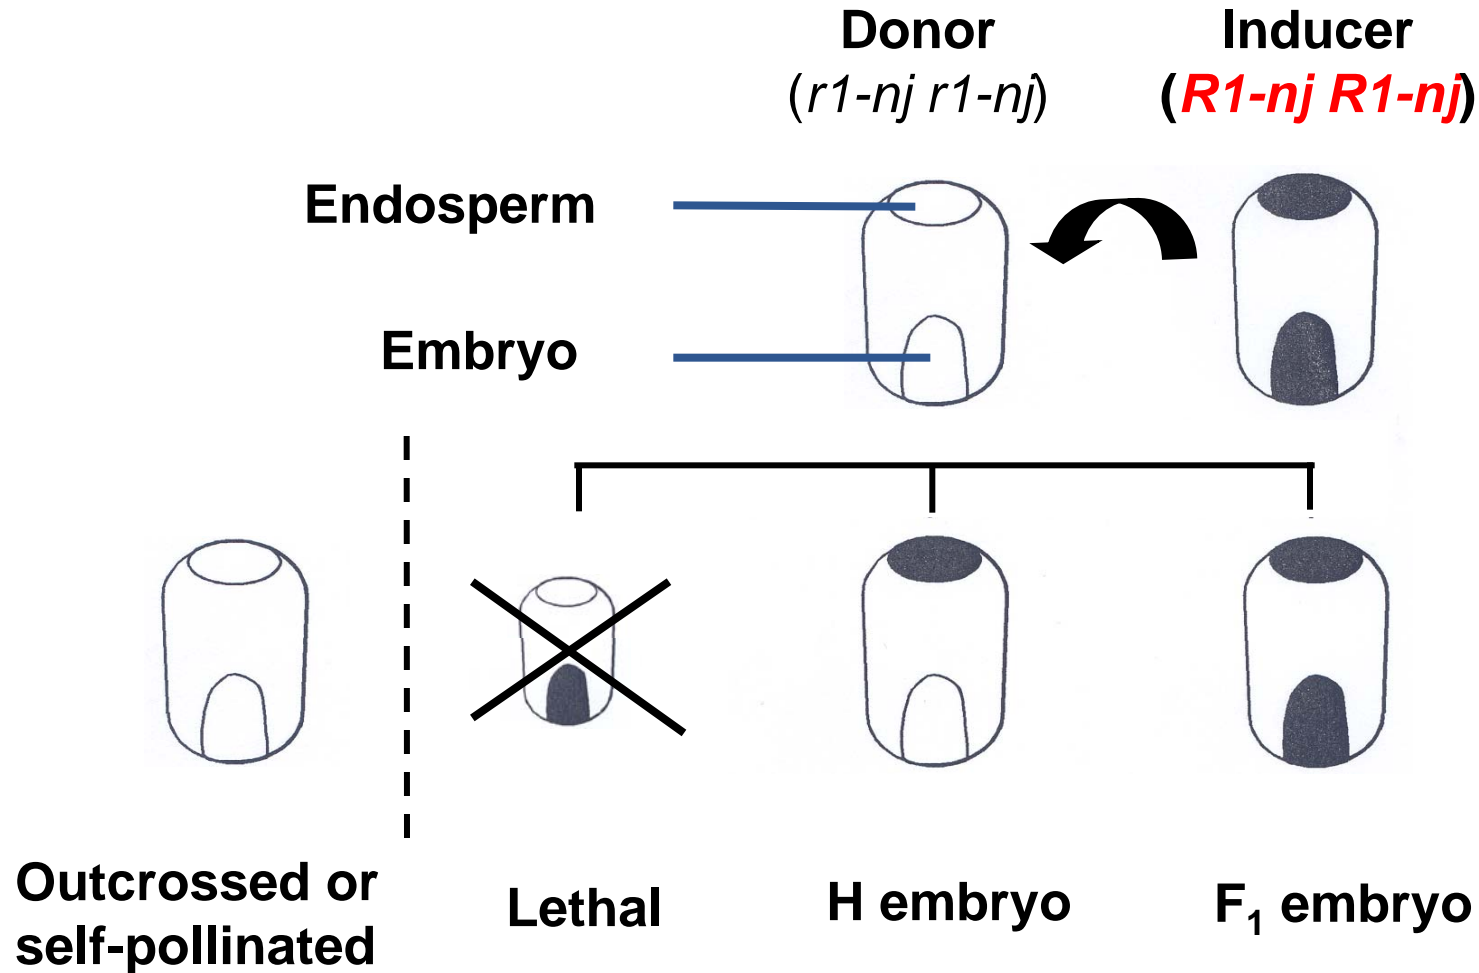 Donor
(r1-nj r1-nj)
Inducer
(R1-nj R1-nj)
Endosperm
Embryo
Outcrossed or
self-pollinated
Lethal
H embryo
F₁ embryo